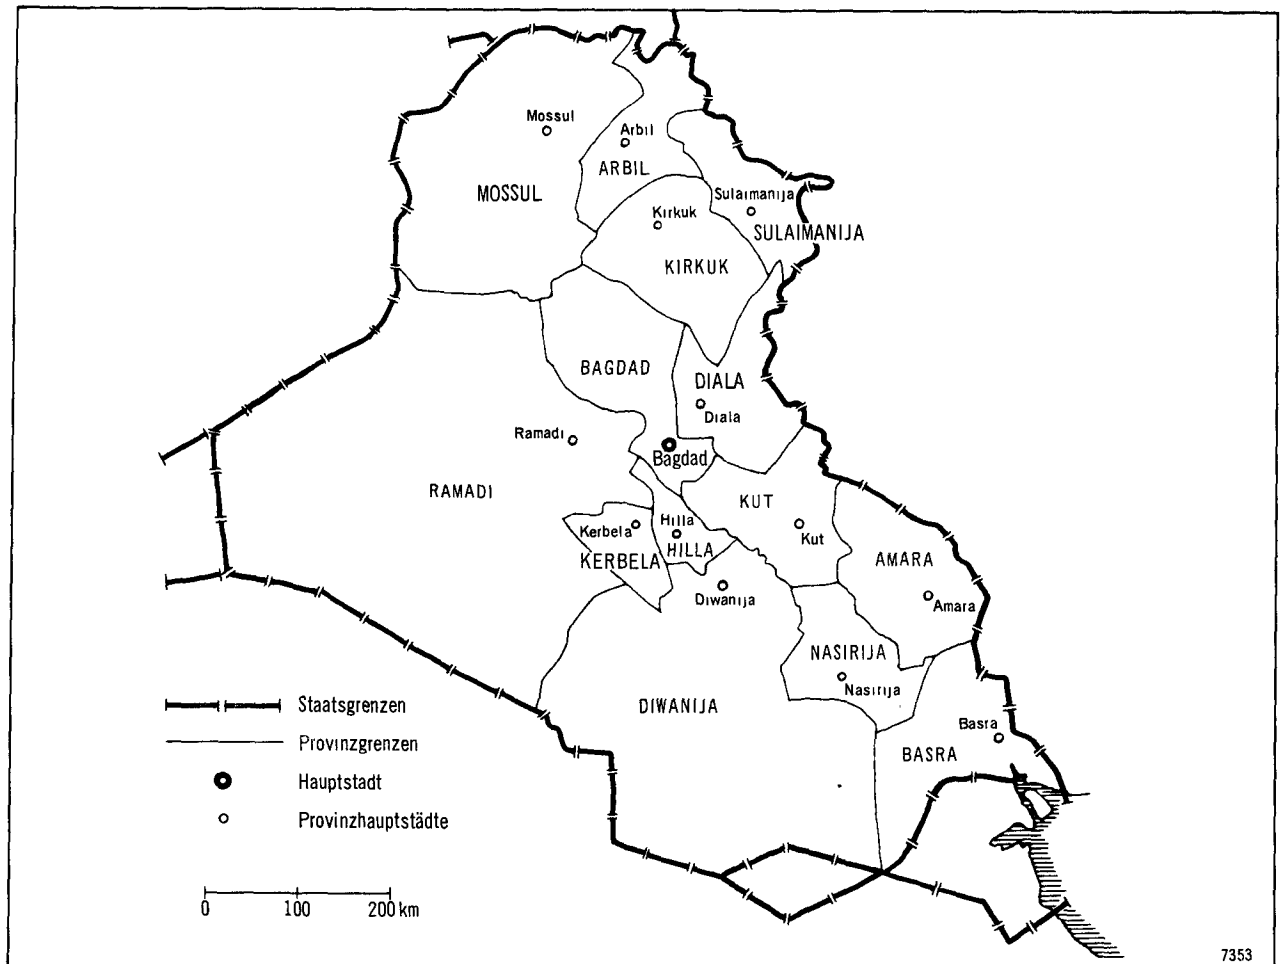 Mossul
Arbil
ARBIL
MOSSUL
Sulaimanija
Kirkuk
SULAIMANIJA
KIRKUK
BAGDAD
DIALA
Diala
Ramadi
Bagdad
RAMADI
KUT
Hilla
Kerbela
Kut
HILLA
KERBELA
AMARA
Diwanija
Amara
NASIRIJA
Nasirija
DIWANIJA
Staatsgrenzen
Basra
Provinzgrenzen
BASRA
Hauptstadt
Provinzhauptstädte
0 100 200 km
7353